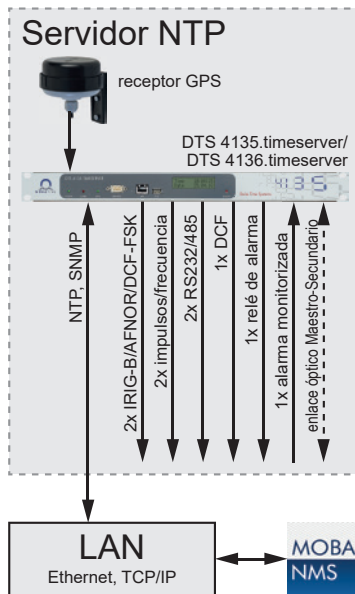 Servidor NTP
receptor GPS
DTS 4135.timeserver/
DTS 4136.timeserver
NTP, SNMP
2x IRIG-B/AFNOR/DCF-FSK
2x impulsos/frecuencia
2x RS232/485
1x DCF
1x relé de alarma
1x alarma monitorizada
enlace óptico Maestro-Secundario
LAN
Ethernet, TCP/IP
MOBA
NMS